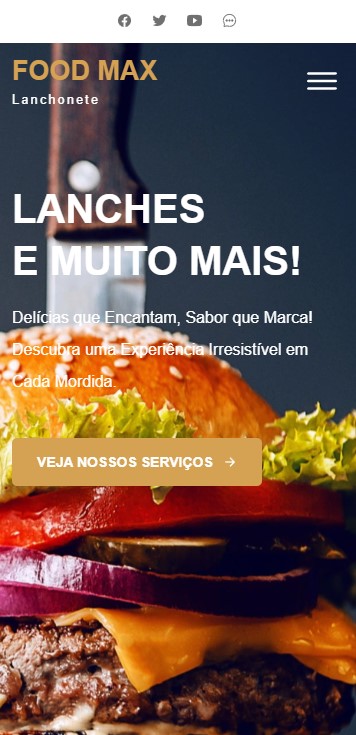 FOOD MAX
Lanchonete
LANCHES
E MUITO MAIS!
Delícias que Encantam, Sabor que Marca!
Descubra uma Experiência Irresistível em
Cada Mordida.
VEJA NOSSOS SERVIÇOS